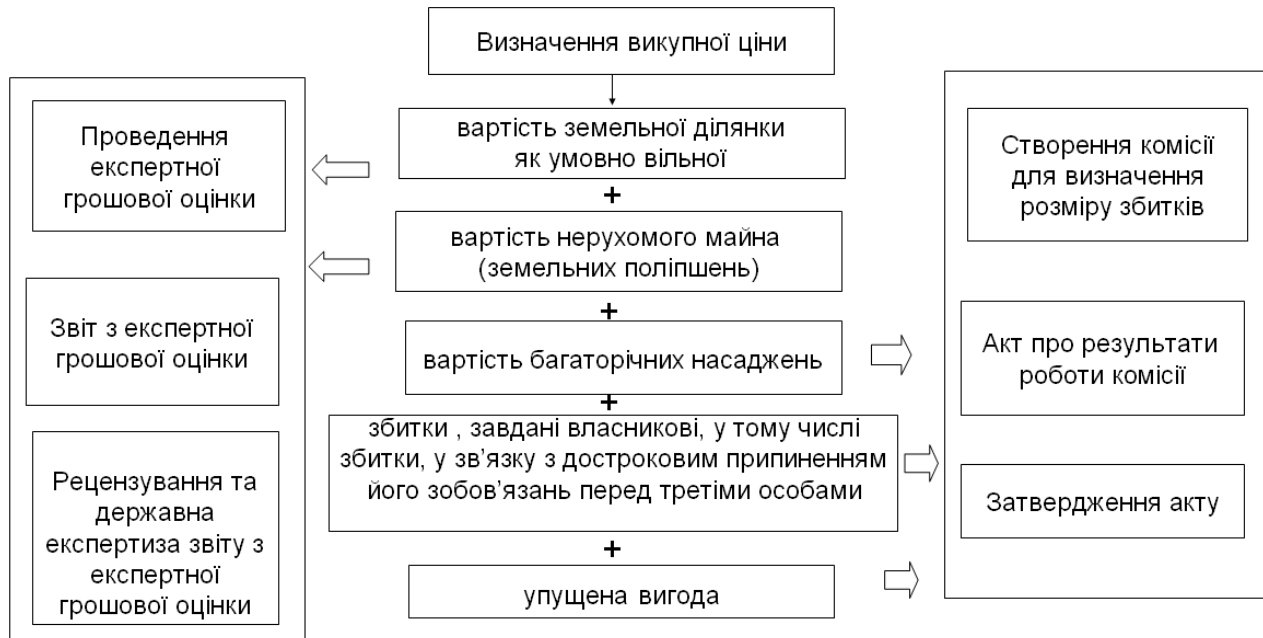 Визначення викупної ціни
Проведення
експертної
грошової оцінки
Звіт з експертної
грошової оцінки
Рецензування та
державна
експертиза звіту з
експертної
грошової оцінки
вартість земельної ділянки
як умовно вільної
+
вартість нерухомого майна
(земельних поліпшень)
+
вартість багаторічних насаджень
+
збитки , завдані власникові, у тому числі
збитки, у зв’язку з достроковим припиненням
його зобов’язань перед третіми особами
+
упущена вигода
Створення комісії
для визначення
розміру збитків
Акт про результати
роботи комісії
Затвердження акту